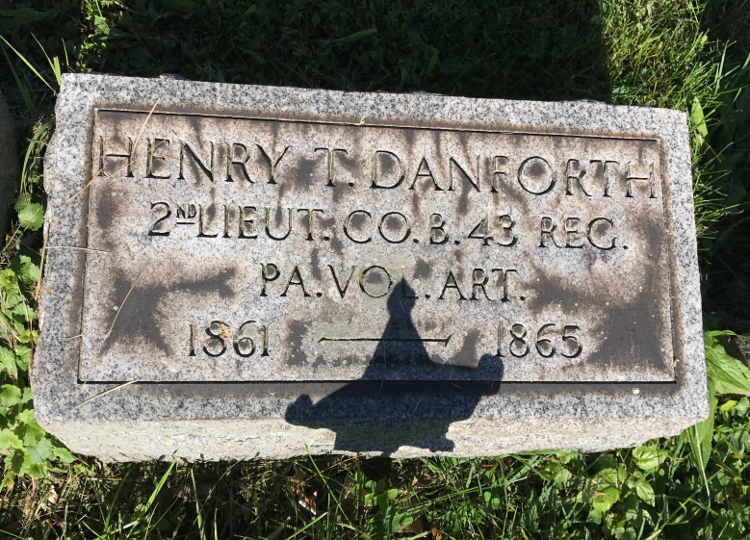 HENRY T. DANFORTH
2ND LIEUT. CO. B. 43 REG.
PA. VOL. ART.
1861 — 1865